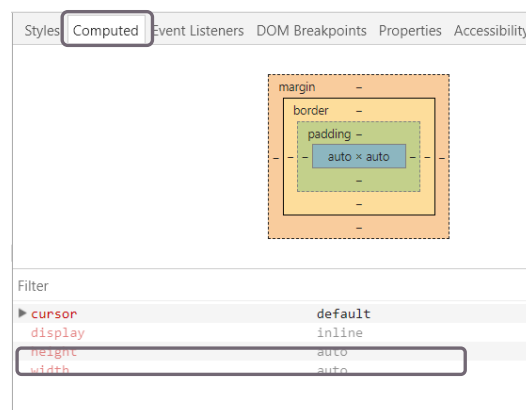 Styles Computed Event Listeners DOM Breakpoints Properties Accessibility
margin –
border –
padding –
– – – auto × auto – – –
–
–
–
Filter
cursor default
display inline
height auto
width auto